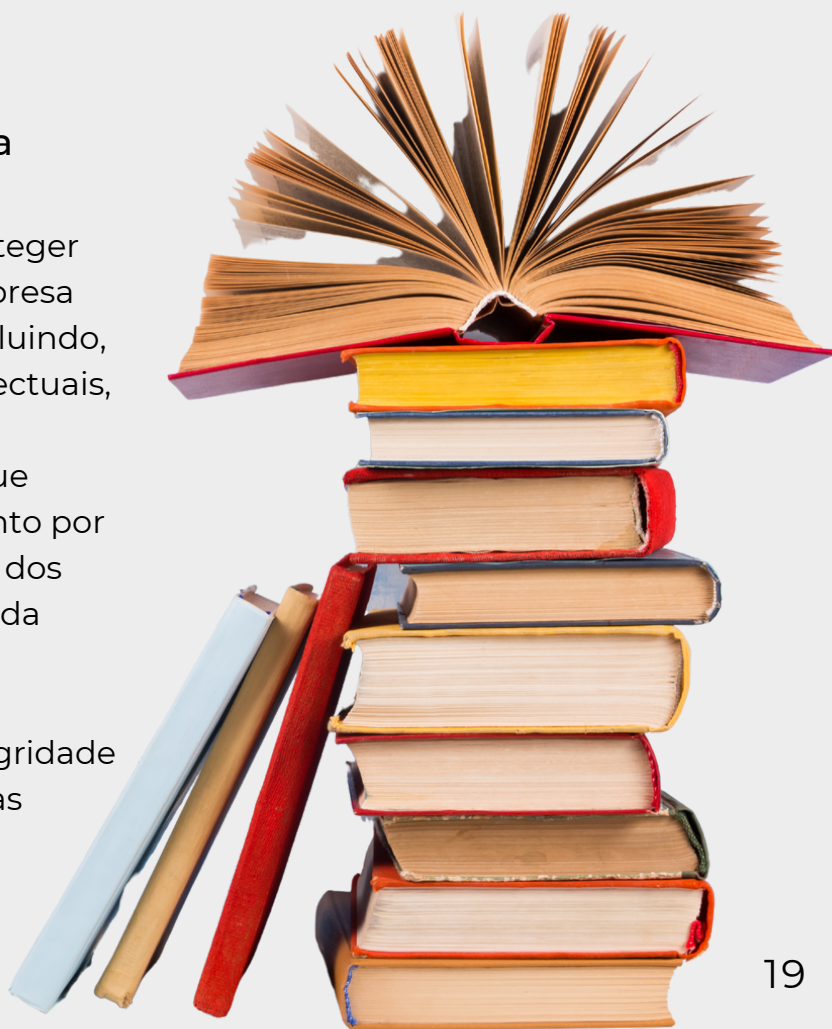 a
teger
presa
luindo,
ectuais,
ue
nto por
dos
da
gridade
as
19